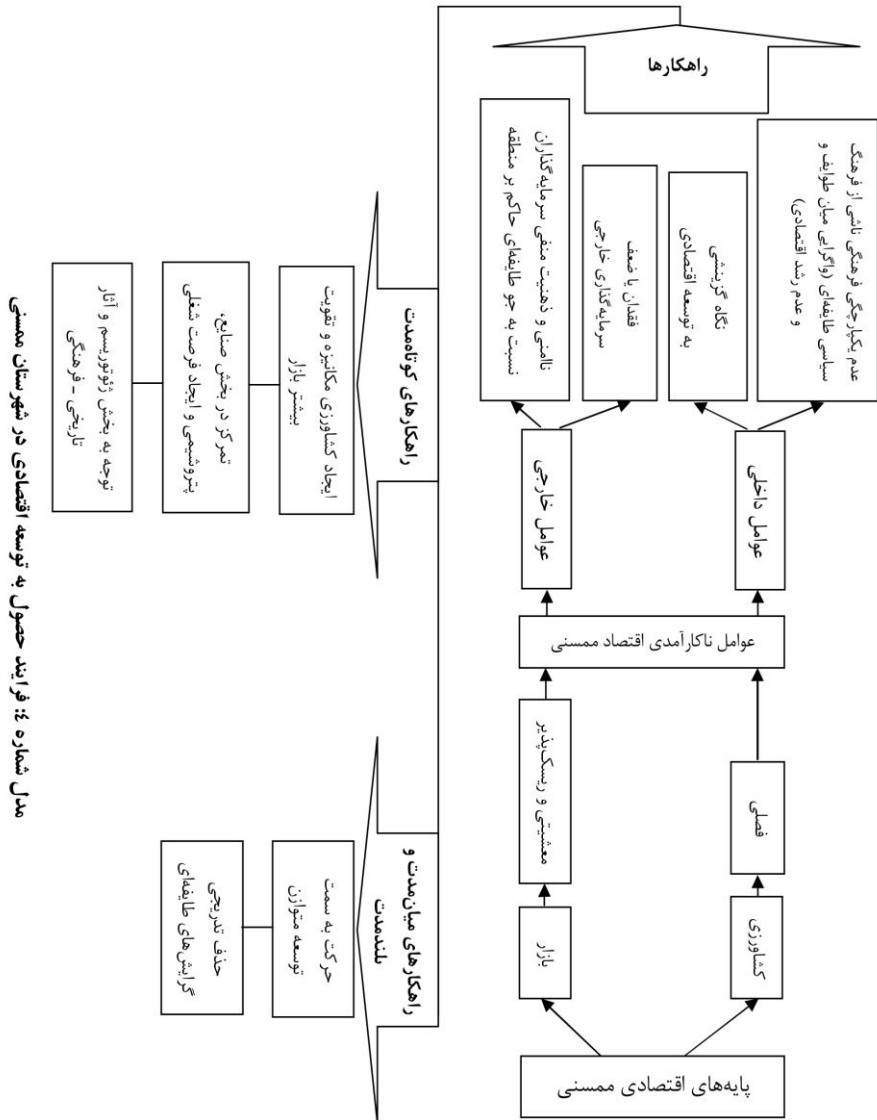 پایه‌های اقتصادی ممسنی
کشاورزی
بازار
فصلی
معشیتی و ریسک‌پذیر
عوامل ناکارآمدی اقتصاد ممسنی
عوامل داخلی
عوامل خارجی
عدم یکپارچگی فرهنگی ناشی از فرهنگ
سیاسی طایفه‌ای (واگرایی میان طوایف و
عدم رشد اقتصادی)
نگاه گزینشی
به توسعه اقتصادی
فقدان یا ضعف
سرمایه‌گذاری خارجی
ناامنی و ذهنیت منفی سرمایه‌گذاران
نسبت به جو طایفه‌ای حاکم بر منطقه
راهکارها
راهکارهای میان‌مدت و
بلندمدت
حرکت به سمت
توسعه متوازن
حذف تدریجی
گرایش‌های طایفه‌ای
راهکارهای کوتاه‌مدت
ایجاد کشاورزی مکانیزه و تقویت
بیشتر بازار
تمرکز در بخش صنایع،
پتروشیمی و ایجاد فرصت شغلی
توجه به بخش ژئوتوریسم و آثار
تاریخی - فرهنگی
مدل شماره ٤: فرایند حصول به توسعه اقتصادی در شهرستان ممسنی